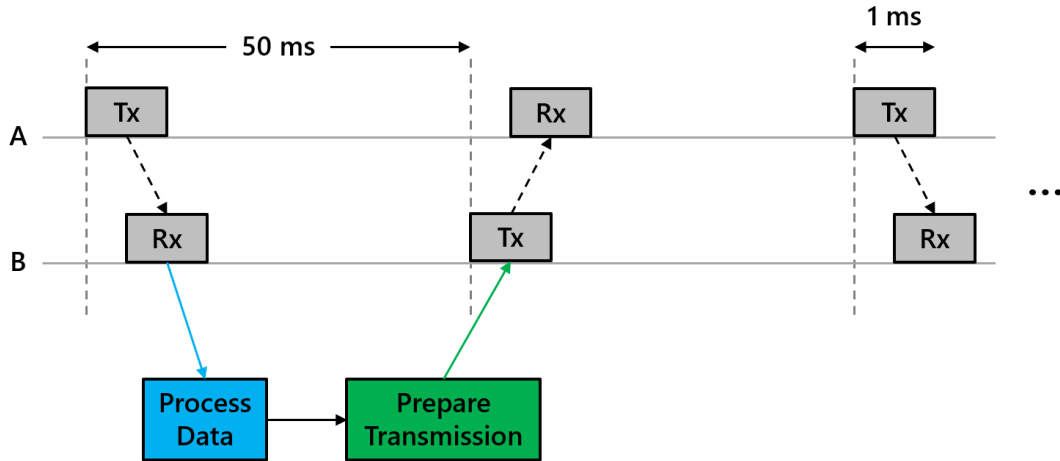 50 ms
1 ms
Tx
Rx
Tx
A
Rx
Tx
Rx
...
B
Process
Data
Prepare
Transmission